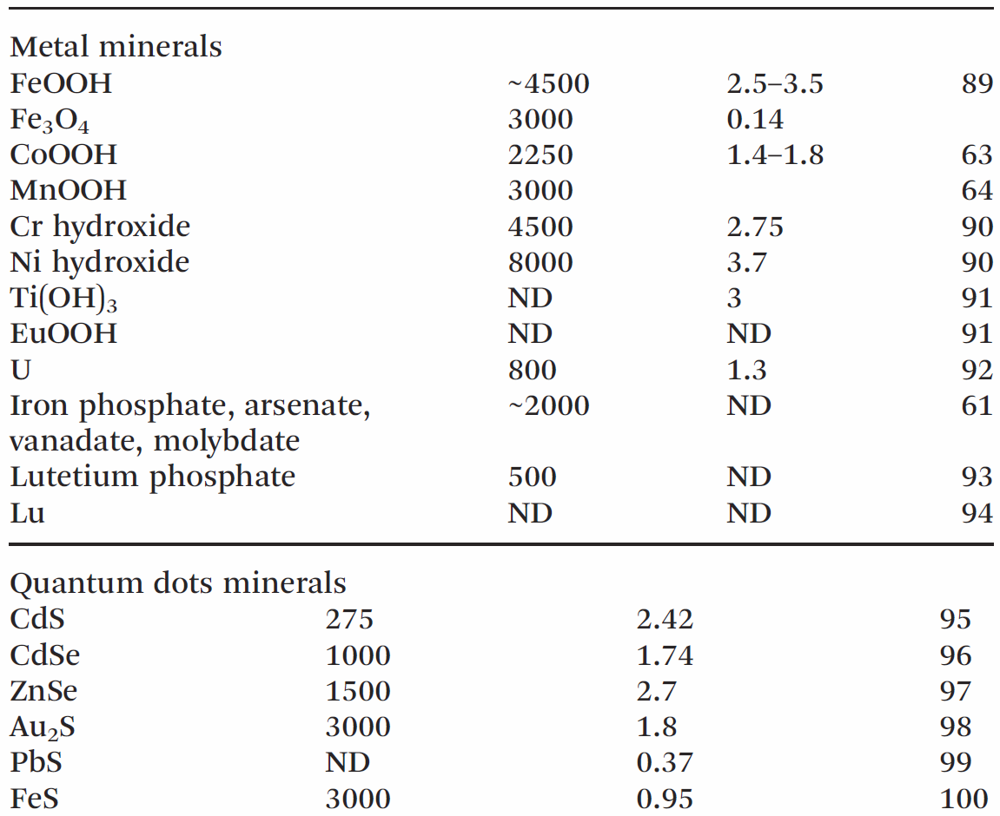 Metal minerals
FeOOH ~4500 2.5–3.5 89
Fe₃O₄ 3000 0.14
CoOOH 2250 1.4–1.8 63
MnOOH 3000 64
Cr hydroxide 4500 2.75 90
Ni hydroxide 8000 3.7 90
Ti(OH)₃ ND 3 91
EuOOH ND ND 91
U 800 1.3 92
Iron phosphate, arsenate, ~2000 ND 61
vanadate, molybdate
Lutetium phosphate 500 ND 93
Lu ND ND 94
Quantum dots minerals
CdS 275 2.42 95
CdSe 1000 1.74 96
ZnSe 1500 2.7 97
Au₂S 3000 1.8 98
PbS ND 0.37 99
FeS 3000 0.95 100